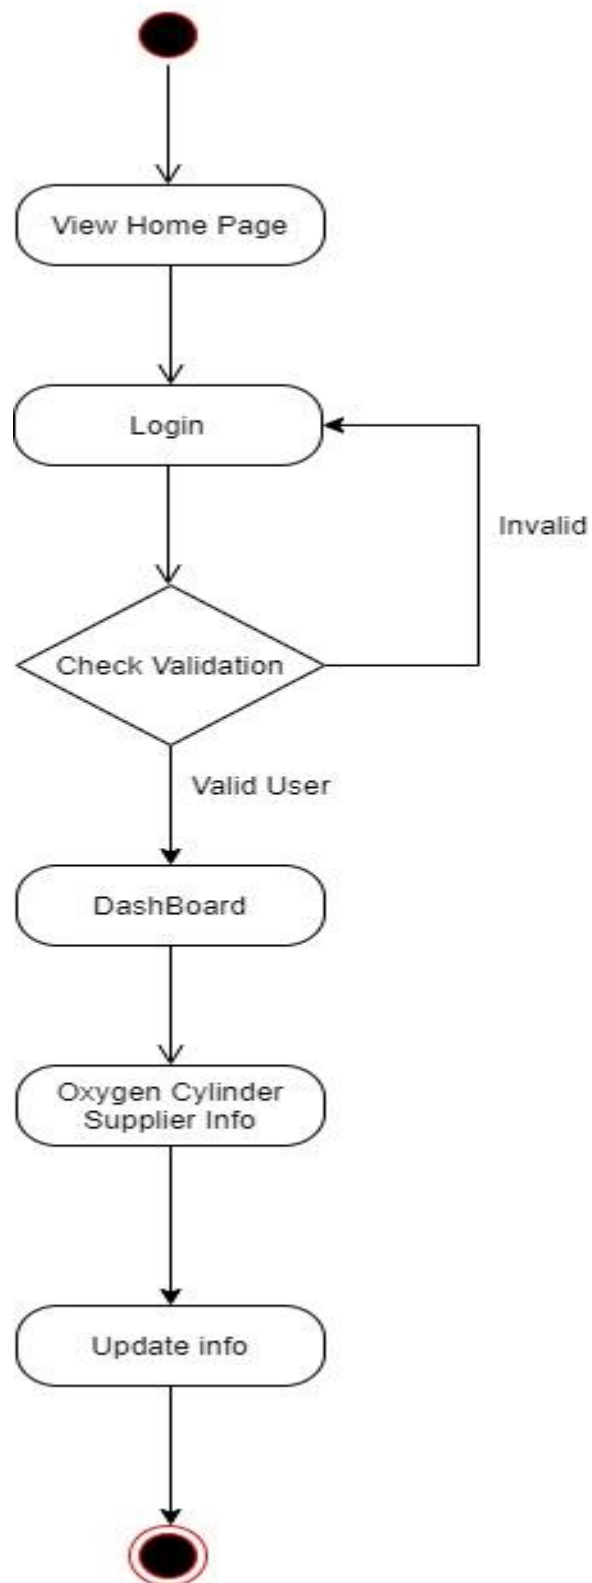 View Home Page
Login
Invalid
Check Validation
Valid User
DashBoard
Oxygen Cylinder
Supplier Info
Update info